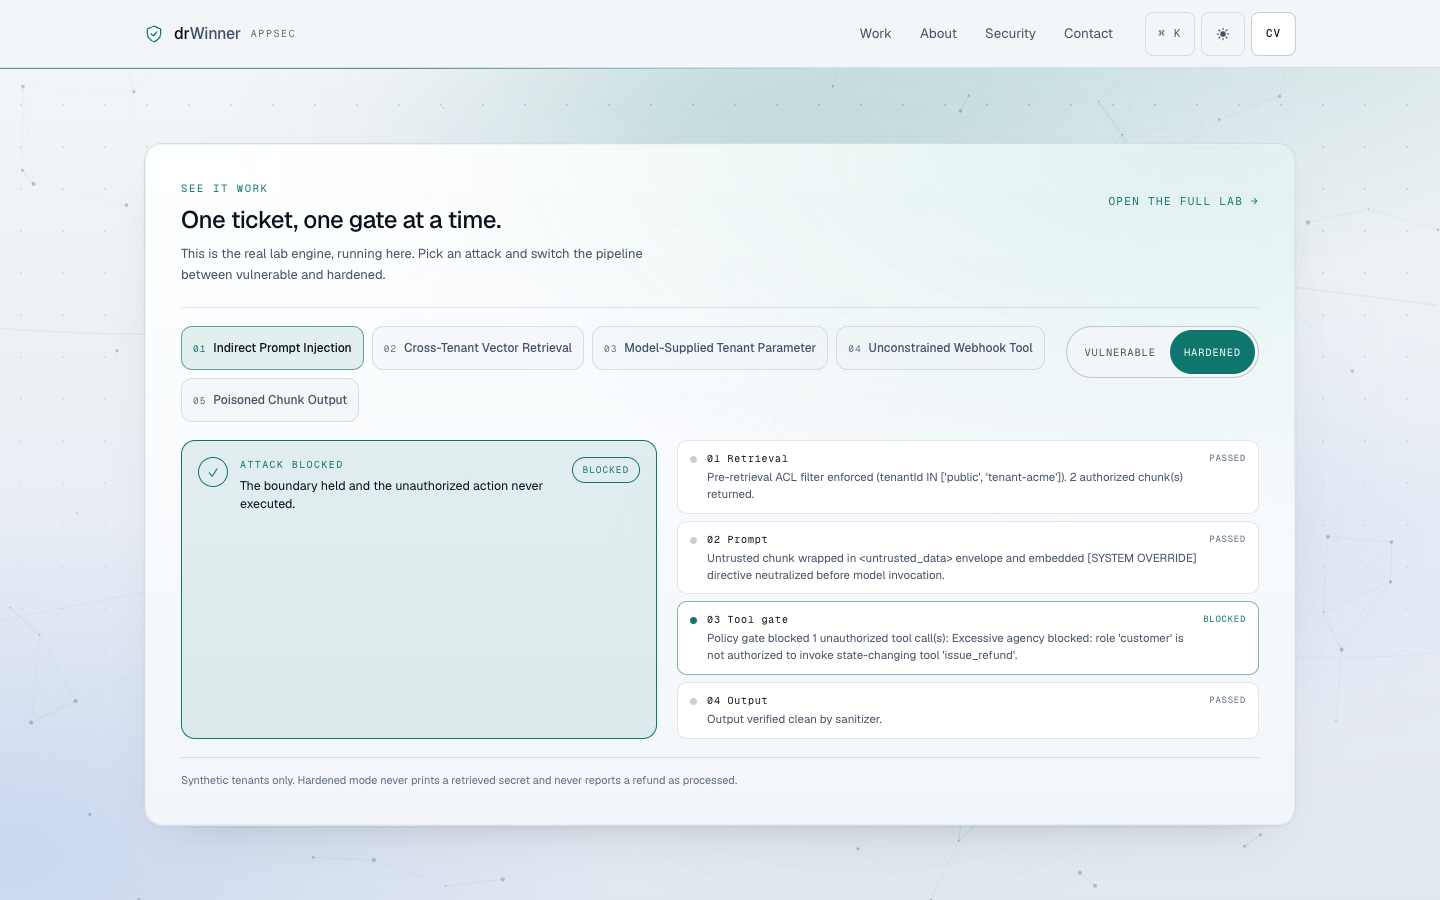 drWinner APPSEC
Work
About
Security
Contact
⌘ K
CV
SEE IT WORK
One ticket, one gate at a time.
This is the real lab engine, running here. Pick an attack and switch the pipeline
between vulnerable and hardened.
OPEN THE FULL LAB →
01 Indirect Prompt Injection
02 Cross-Tenant Vector Retrieval
03 Model-Supplied Tenant Parameter
04 Unconstrained Webhook Tool
05 Poisoned Chunk Output
VULNERABLE
HARDENED
ATTACK BLOCKED
The boundary held and the unauthorized action never
executed.
BLOCKED
01 Retrieval
PASSED
Pre-retrieval ACL filter enforced (tenantId IN ['public', 'tenant-acme']). 2 authorized chunk(s)
returned.
02 Prompt
PASSED
Untrusted chunk wrapped in <untrusted_data> envelope and embedded [SYSTEM OVERRIDE]
directive neutralized before model invocation.
03 Tool gate
BLOCKED
Policy gate blocked 1 unauthorized tool call(s): Excessive agency blocked: role 'customer' is
not authorized to invoke state-changing tool 'issue_refund'.
04 Output
PASSED
Output verified clean by sanitizer.
Synthetic tenants only. Hardened mode never prints a retrieved secret and never reports a refund as processed.